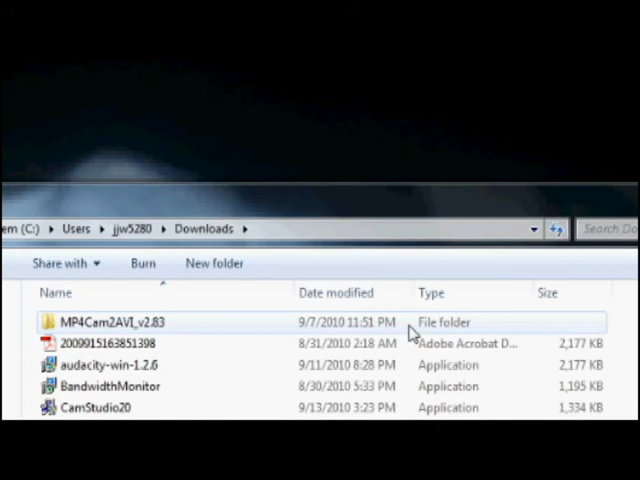 em (C:) Users jjw5280 Downloads Search Do
Share with Burn New folder
Name Date modified Type Size
MP4Cam2AVI_v2.83 9/7/2010 11:51 PM File folder
2009915163851398 8/31/2010 2:18 AM Adobe Acrobat D... 2,177 KB
audacity-win-1.2.6 9/11/2010 8:28 PM Application 2,177 KB
BandwidthMonitor 8/30/2010 5:33 PM Application 1,195 KB
CamStudio20 9/13/2010 3:23 PM Application 1,334 KB